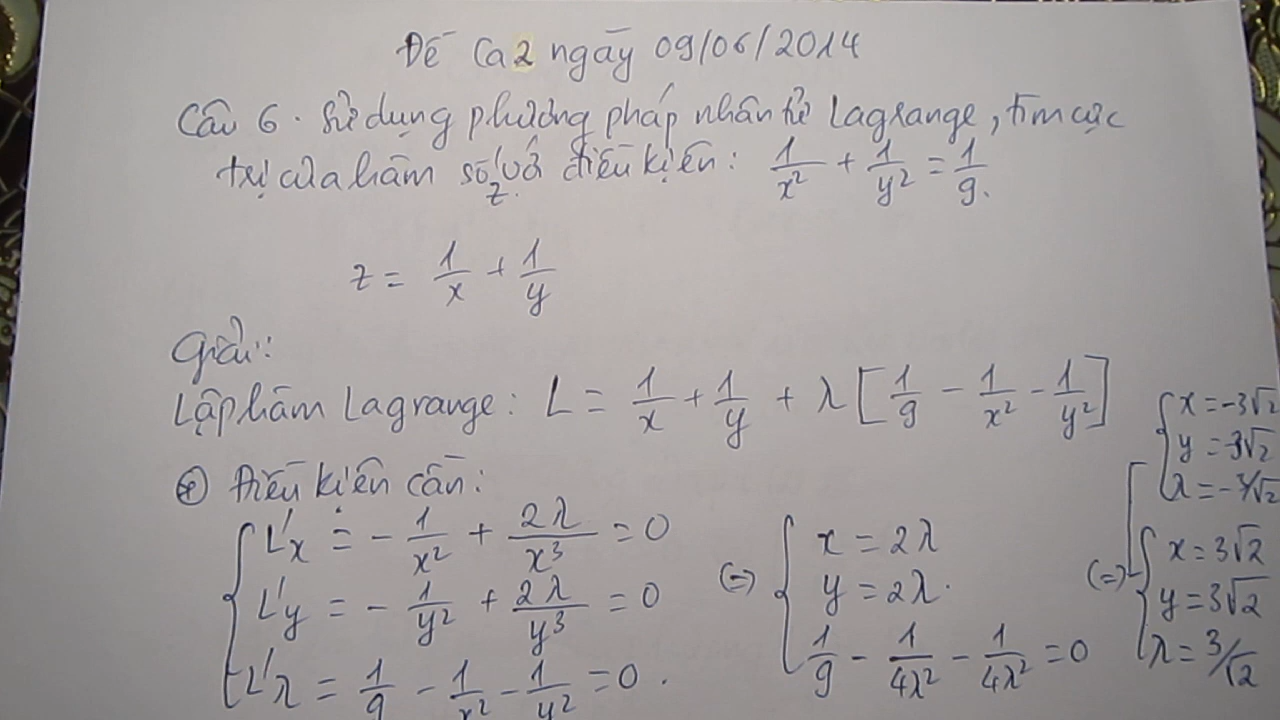 Đề Ca 2 ngày 09/06/2014
Câu 6. Sử dụng phương pháp nhân tử Lagrange, tìm cực
trị của hàm số z với điều kiện: 1/x² + 1/y² = 1/9.
z = 1/x + 1/y
Giải:
Lập hàm Lagrange: L = 1/x + 1/y + λ[1/9 - 1/x² - 1/y²]
⊛ Điều kiện cần:
{ L'x = - 1/x² + 2λ/x³ = 0
L'y = - 1/y² + 2λ/y³ = 0
L'λ = 1/9 - 1/x² - 1/y² = 0.
(=) { x = 2λ
y = 2λ.
1/9 - 1/4λ² - 1/4λ² = 0
(=) [ { x = -3√2
y = -3√2
λ = -3/√2
{ x = 3√2
y = 3√2
λ = 3/√2